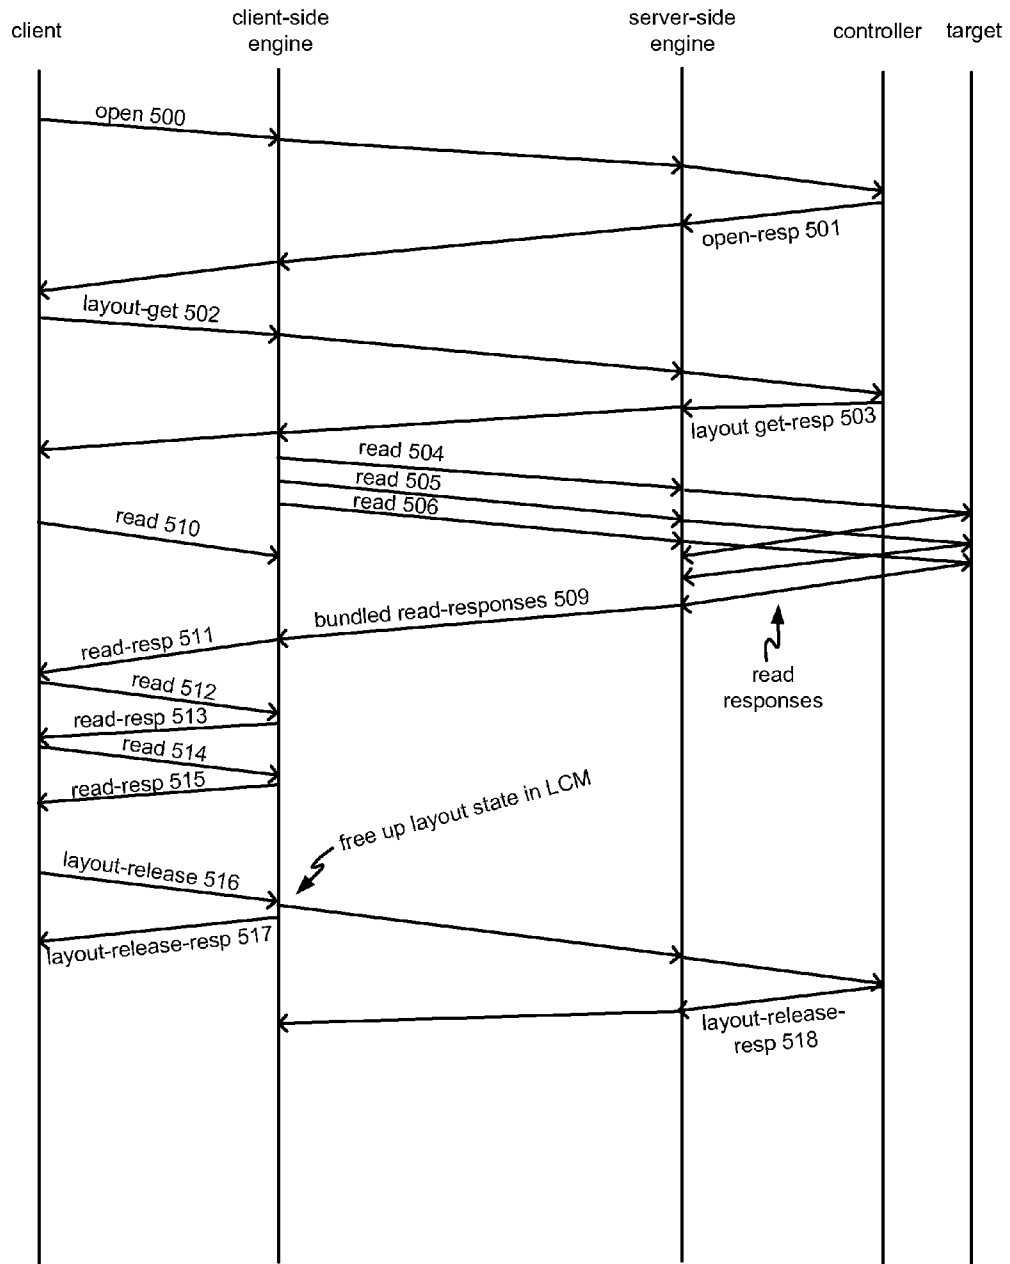 client
client-side
engine
server-side
engine
controller
target
open 500
open-resp 501
layout-get 502
layout get-resp 503
read 504
read 505
read 506
read 510
bundled read-responses 509
read-resp 511
read
responses
read 512
read-resp 513
read 514
read-resp 515
free up layout state in LCM
layout-release 516
layout-release-resp 517
layout-release-
resp 518